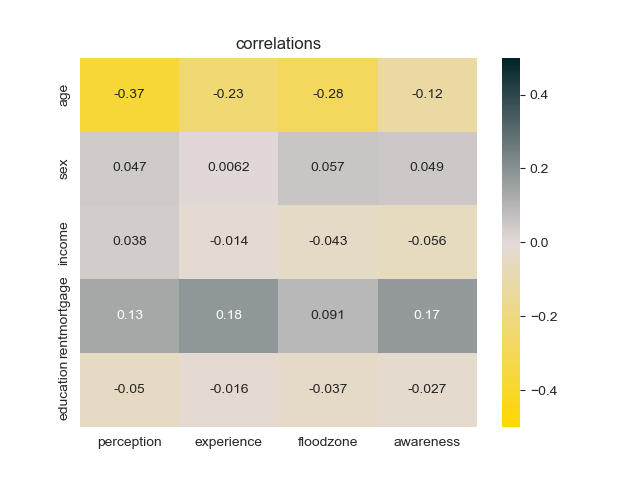 correlations
age -0.37 -0.23 -0.28 -0.12
sex 0.047 0.0062 0.057 0.049
income 0.038 -0.014 -0.043 -0.056
rentmortgage 0.13 0.18 0.091 0.17
education -0.05 -0.016 -0.037 -0.027
perception experience floodzone awareness
0.4
0.2
0.0
−0.2
−0.4